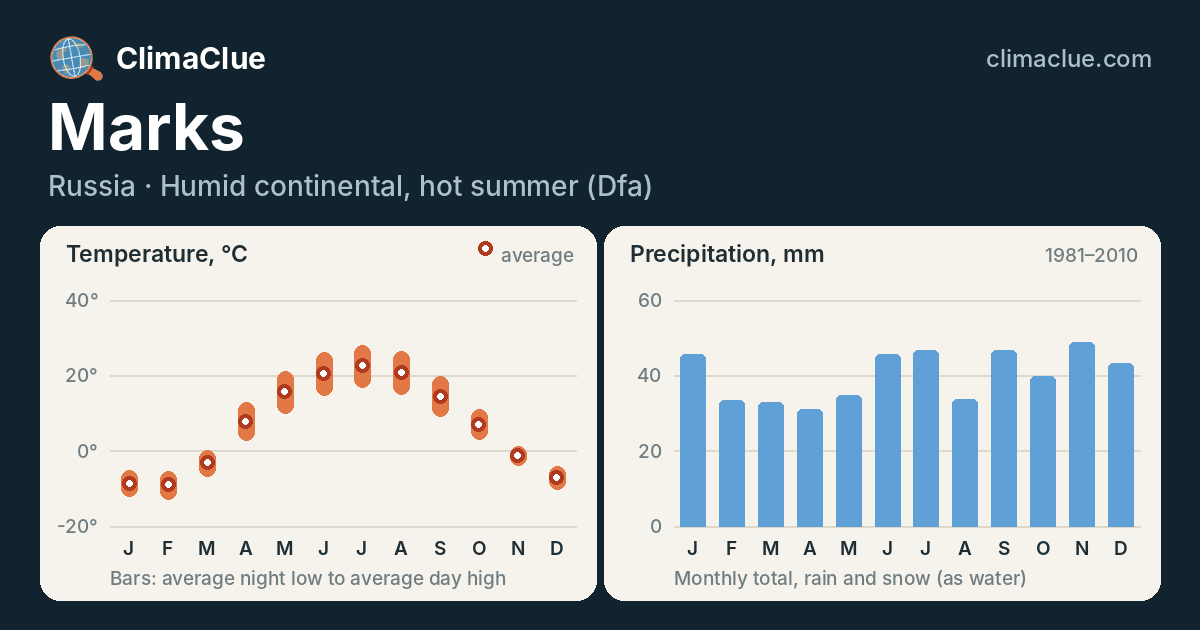 ClimaClue
climaclue.com
Marks
Russia · Humid continental, hot summer (Dfa)
Temperature, °C
average
40°
20°
0°
-20°
J F M A M J J A S O N D
Bars: average night low to average day high
Precipitation, mm
1981–2010
60
40
20
0
J F M A M J J A S O N D
Monthly total, rain and snow (as water)